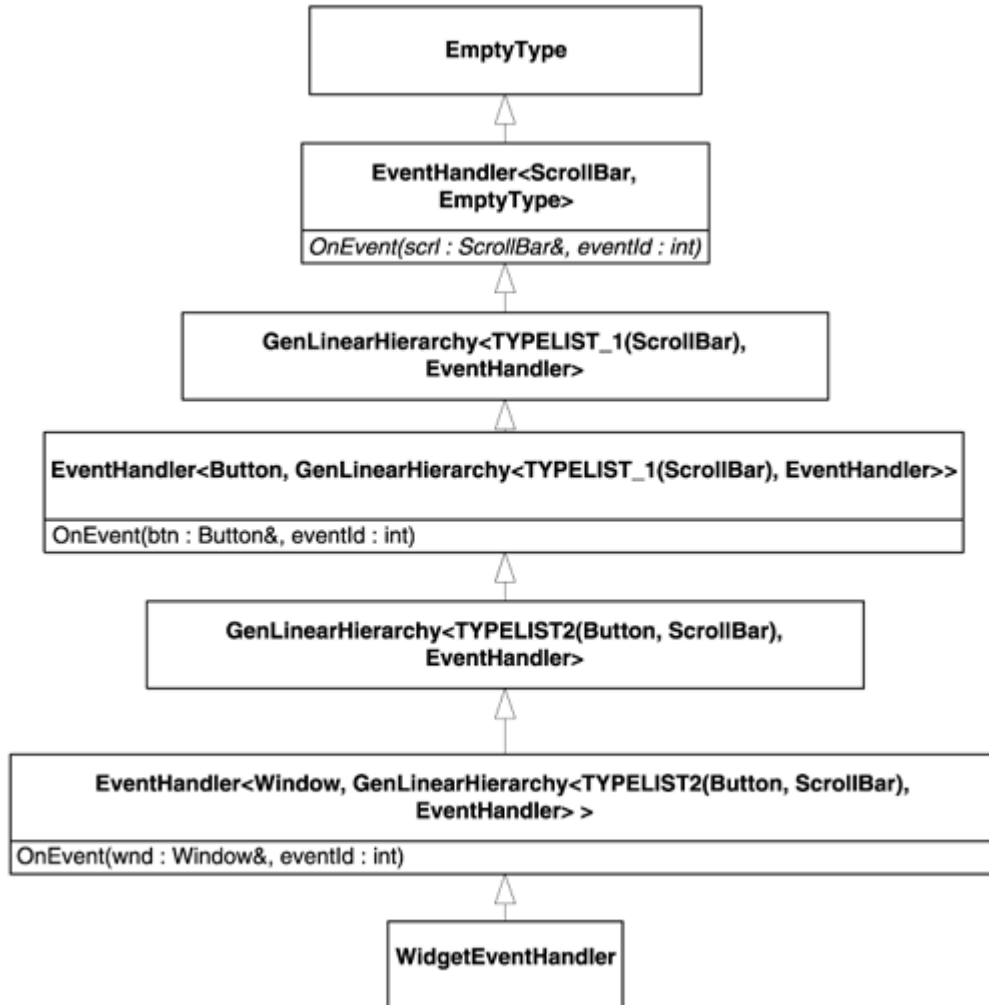 EmptyType
EventHandler<ScrollBar,
EmptyType>
OnEvent(scrl : ScrollBar&, eventId : int)
GenLinearHierarchy<TYPELIST_1(ScrollBar),
EventHandler>
EventHandler<Button, GenLinearHierarchy<TYPELIST_1(ScrollBar), EventHandler>>
OnEvent(btn : Button&, eventId : int)
GenLinearHierarchy<TYPELIST2(Button, ScrollBar),
EventHandler>
EventHandler<Window, GenLinearHierarchy<TYPELIST2(Button, ScrollBar),
EventHandler> >
OnEvent(wnd : Window&, eventId : int)
WidgetEventHandler